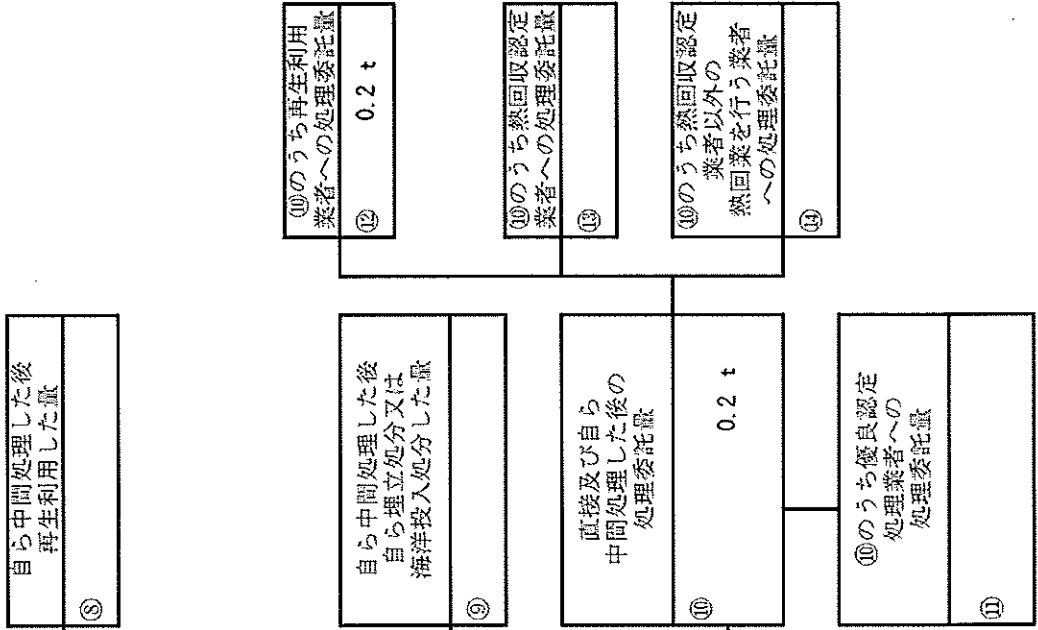 自ら中間処理した後
再生利用した量
⑧
自ら中間処理した後
自ら埋立処分又は
海洋投入処分した量
⑨
直接及び自ら
中間処理した後の
処理委託量
⑩ 0.2 t
⑩のうち優良認定
処理業者への
処理委託量
⑪
⑩のうち再生利用
業者への処理委託量
⑫ 0.2 t
⑩のうち熱回収認定
業者への処理委託量
⑬
⑩のうち熱回収認定
業者以外の
熱回業を行う業者
への処理委託量
⑭